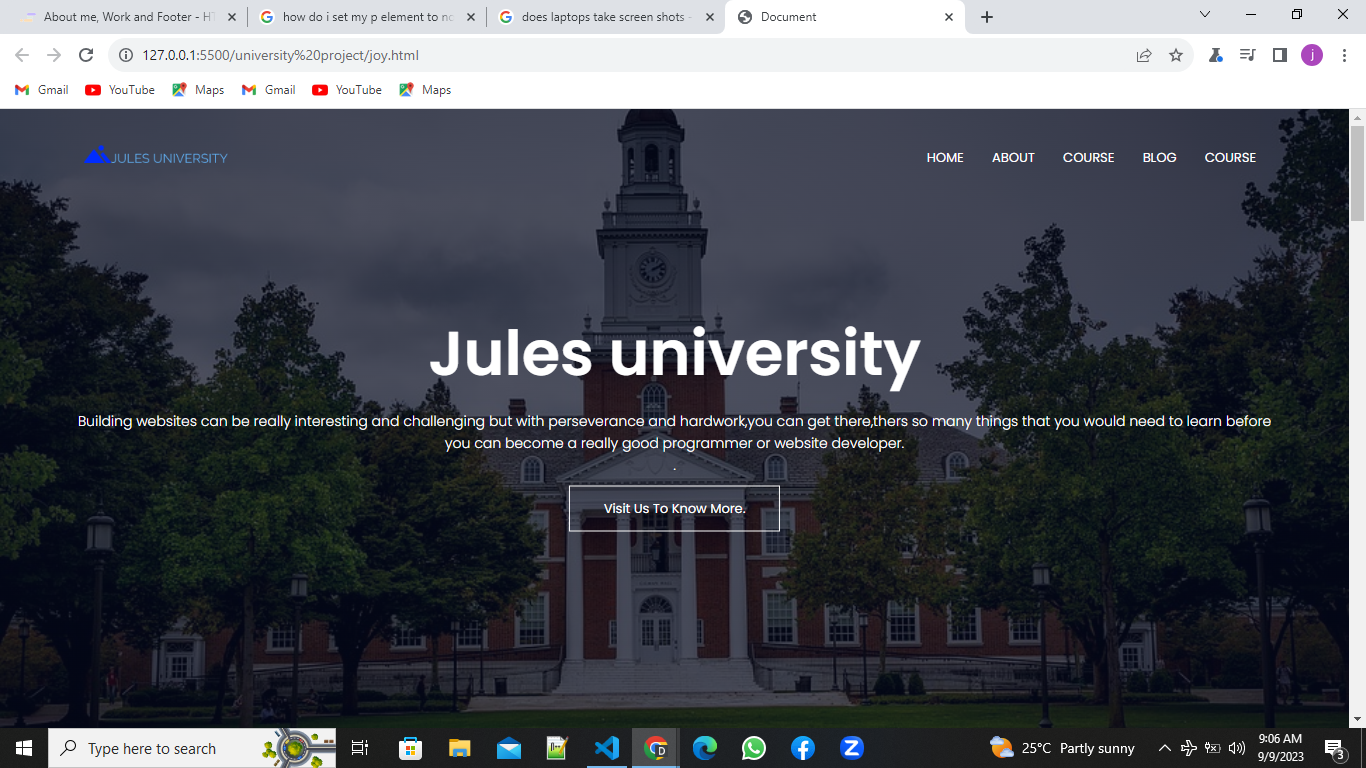 About me, Work and Footer - HT
how do i set my p element to no
does laptops take screen shots -
Document
127.0.0.1:5500/university%20project/joy.html
j
Gmail YouTube Maps Gmail YouTube Maps
JULES UNIVERSITY
HOME ABOUT COURSE BLOG COURSE
Jules university
Building websites can be really interesting and challenging but with perseverance and hardwork,you can get there,thers so many things that you would need to learn before
you can become a really good programmer or website developer.
.
Visit Us To Know More.
Type here to search
25°C Partly sunny
9:06 AM
9/9/2023
3